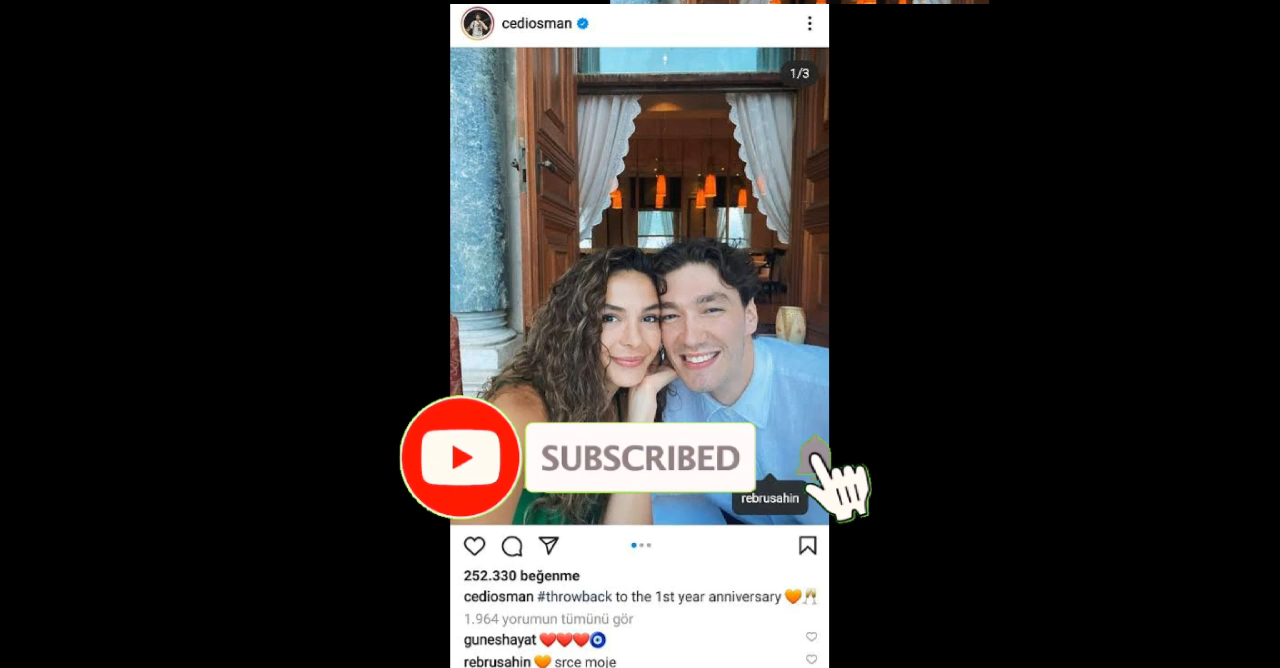 cediosman
1/3
SUBSCRIBED
rebrusahin
252.330 beğenme
cediosman #throwback to the 1st year anniversary 🧡🥂
1.964 yorumun tümünü gör
guneshayat ❤️❤️❤️🧿
rebrusahin 🧡 srce moje